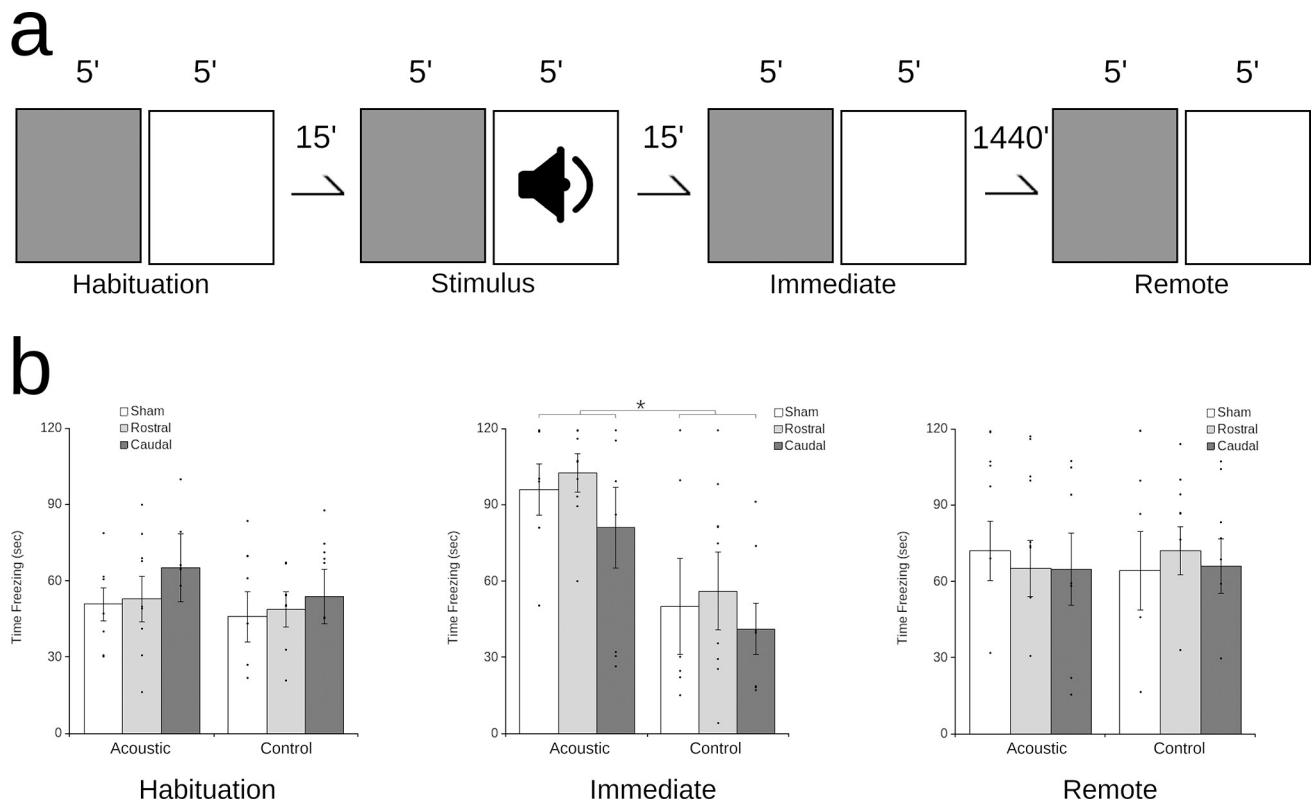 a
5' 5' 5' 5' 5' 5' 5' 5'
15' 15' 1440'
Habituation Stimulus Immediate Remote
b
Sham
Rostral
Caudal
120
90
60
30
0
Time Freezing (sec)
Acoustic Control
Habituation
*
Sham
Rostral
Caudal
120
90
60
30
0
Time Freezing (sec)
Acoustic Control
Immediate
Sham
Rostral
Caudal
120
90
60
30
0
Time Freezing (sec)
Acoustic Control
Remote